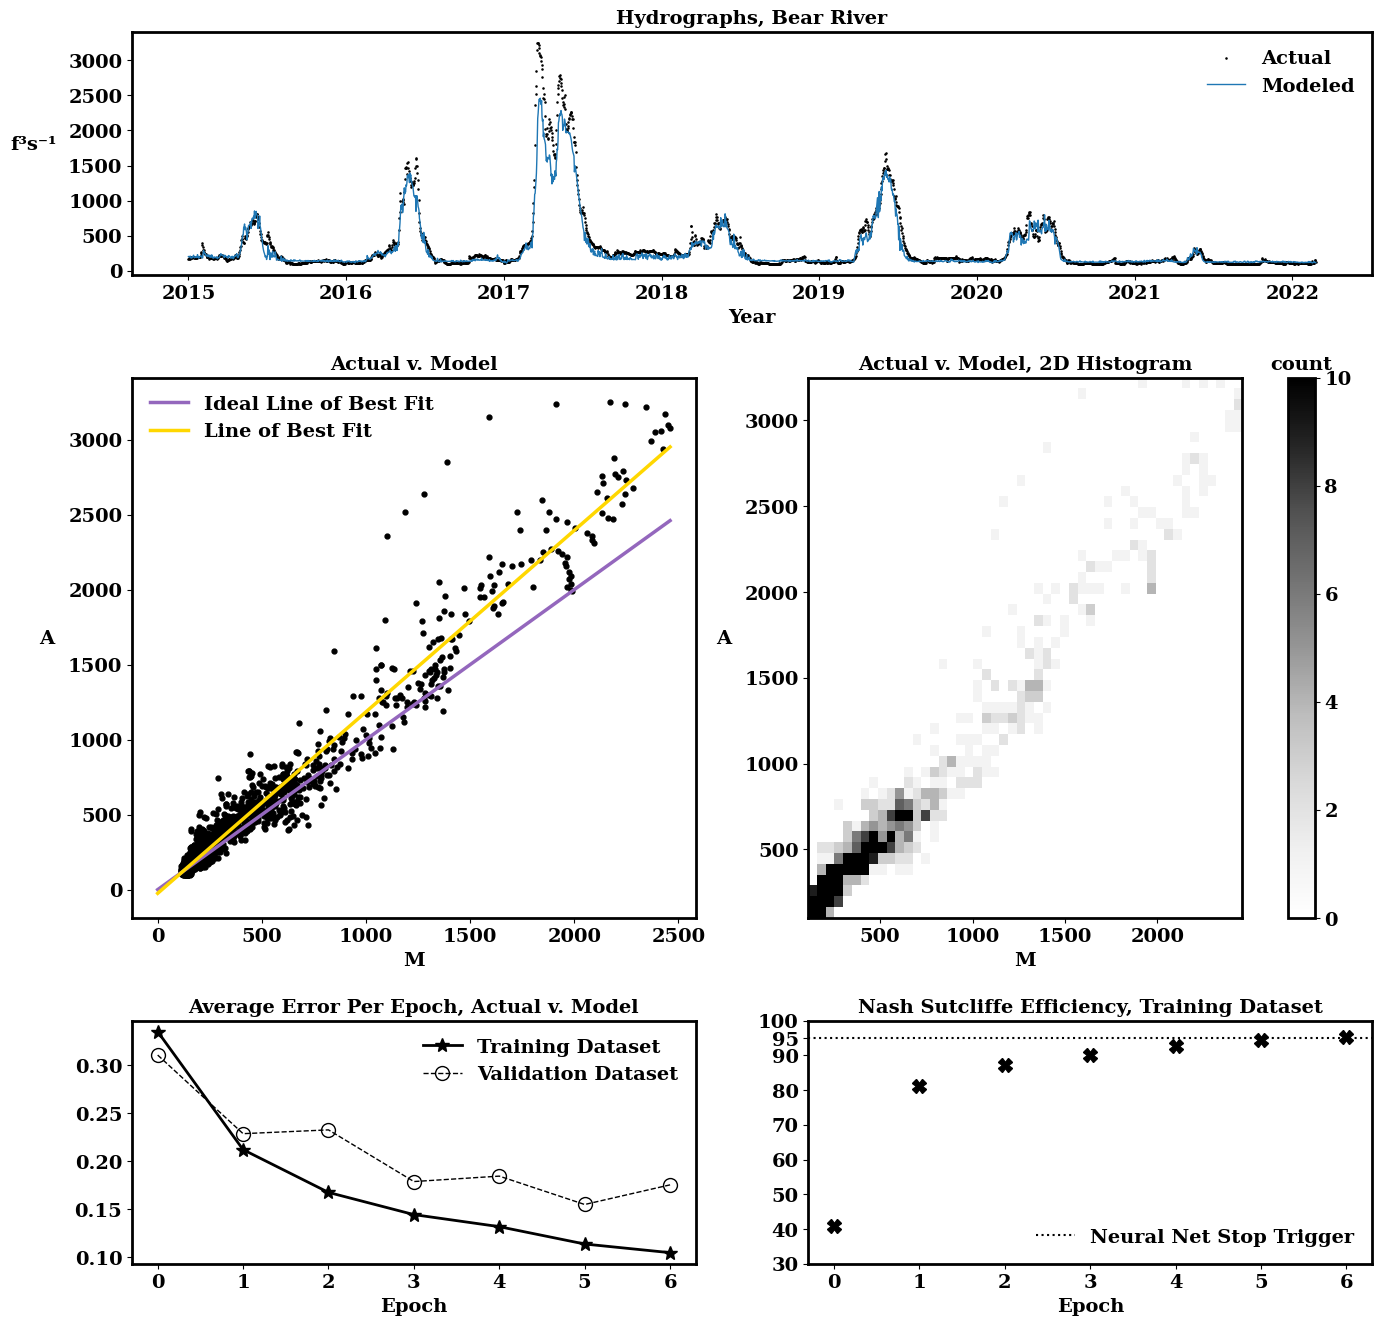 Hydrographs, Bear River
3000
2500
2000
1500
1000
500
0
f³s⁻¹
Actual
Modeled
2015 2016 2017 2018 2019 2020 2021 2022
Year
Actual v. Model
Ideal Line of Best Fit
Line of Best Fit
3000
2500
2000
1500
1000
500
0
A
0 500 1000 1500 2000 2500
M
Actual v. Model, 2D Histogram
3000
2500
2000
1500
1000
500
A
500 1000 1500 2000
M
count
10
8
6
4
2
0
Average Error Per Epoch, Actual v. Model
Training Dataset
Validation Dataset
0.30
0.25
0.20
0.15
0.10
0 1 2 3 4 5 6
Epoch
Nash Sutcliffe Efficiency, Training Dataset
100
95
90
80
70
60
50
40
30
Neural Net Stop Trigger
0 1 2 3 4 5 6
Epoch